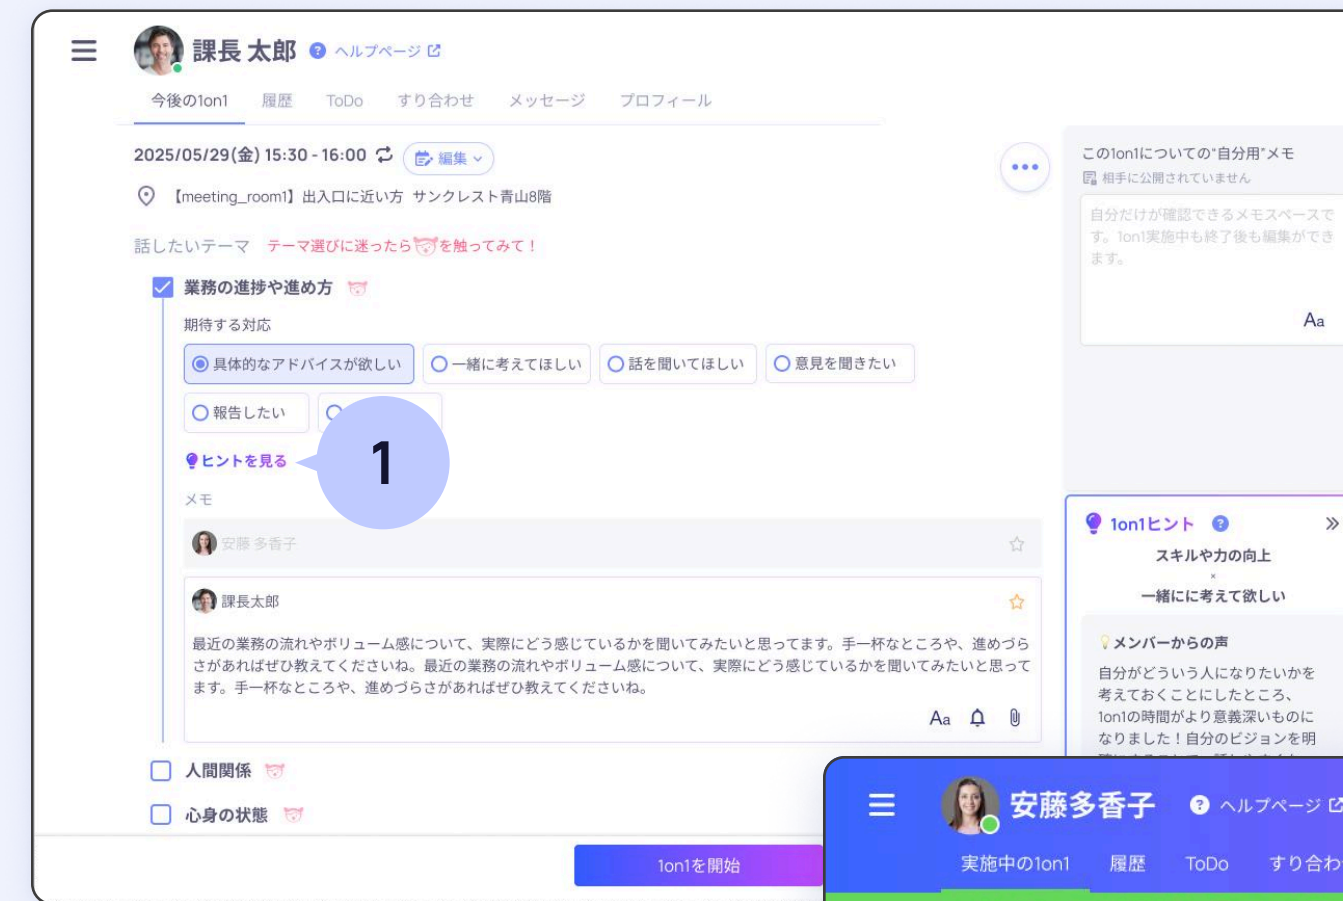 課長 太郎 ? ヘルプページ
今後の1on1 履歴 ToDo すり合わせ メッセージ プロフィール
2025/05/29(金) 15:30 - 16:00 編集
【meeting_room1】出入口に近い方 サンクレスト青山8階
話したいテーマ テーマ選びに迷ったらを触ってみて！
業務の進捗や進め方
期待する対応
具体的なアドバイスが欲しい 一緒に考えてほしい 話を聞いてほしい 意見を聞きたい
報告したい
ヒントを見る
1
メモ
安藤 多香子
課長太郎
最近の業務の流れやボリューム感について、実際にどう感じているかを聞いてみたいと思ってます。手一杯なところや、進めづら
さがあればぜひ教えてくださいね。最近の業務の流れやボリューム感について、実際にどう感じているかを聞いてみたいと思って
ます。手一杯なところや、進めづらさがあればぜひ教えてくださいね。
Aa
人間関係
心身の状態
1on1を開始
この1on1についての"自分用"メモ
相手に公開されていません
自分だけが確認できるメモスペースで
す。1on1実施中も終了後も編集ができ
ます。
Aa
1on1ヒント ?
スキルや力の向上
×
一緒にに考えて欲しい
メンバーからの声
自分がどういう人になりたいかを
考えておくことにしたところ、
1on1の時間がより意義深いものに
なりました！自分のビジョンを明
安藤多香子 ? ヘルプページ
実施中の1on1 履歴 ToDo すり合わ